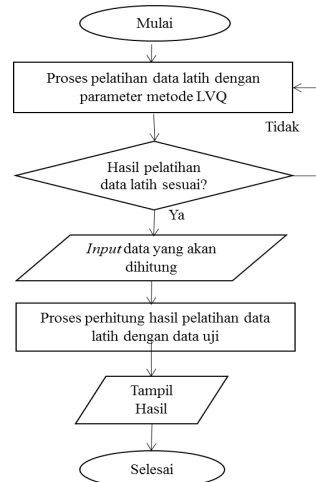 Mulai
Proses pelatihan data latih dengan
parameter metode LVQ
Tidak
Hasil pelatihan
data latih sesuai?
Ya
Input data yang akan
dihitung
Proses perhitung hasil pelatihan data
latih dengan data uji
Tampil
Hasil
Selesai